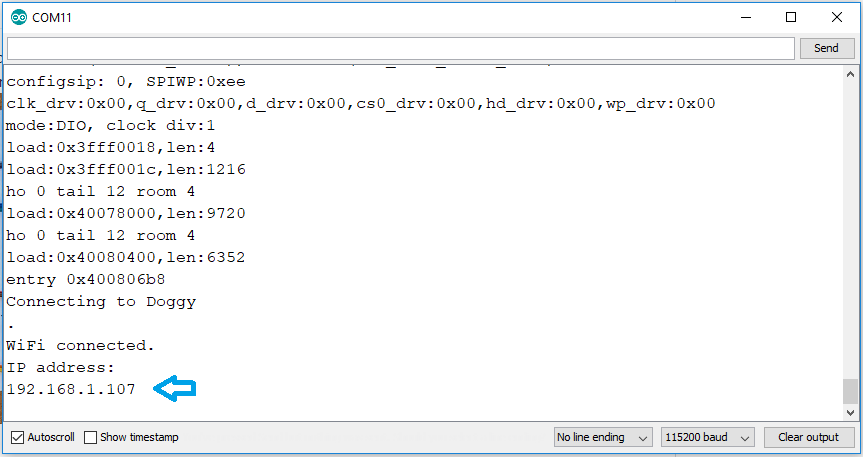 COM11
Send
configsip: 0, SPIWP:0xee
clk_drv:0x00,q_drv:0x00,d_drv:0x00,cs0_drv:0x00,hd_drv:0x00,wp_drv:0x00
mode:DIO, clock div:1
load:0x3fff0018,len:4
load:0x3fff001c,len:1216
ho 0 tail 12 room 4
load:0x40078000,len:9720
ho 0 tail 12 room 4
load:0x40080400,len:6352
entry 0x400806b8
Connecting to Doggy
.
WiFi connected.
IP address:
192.168.1.107
Autoscroll Show timestamp No line ending 115200 baud Clear output